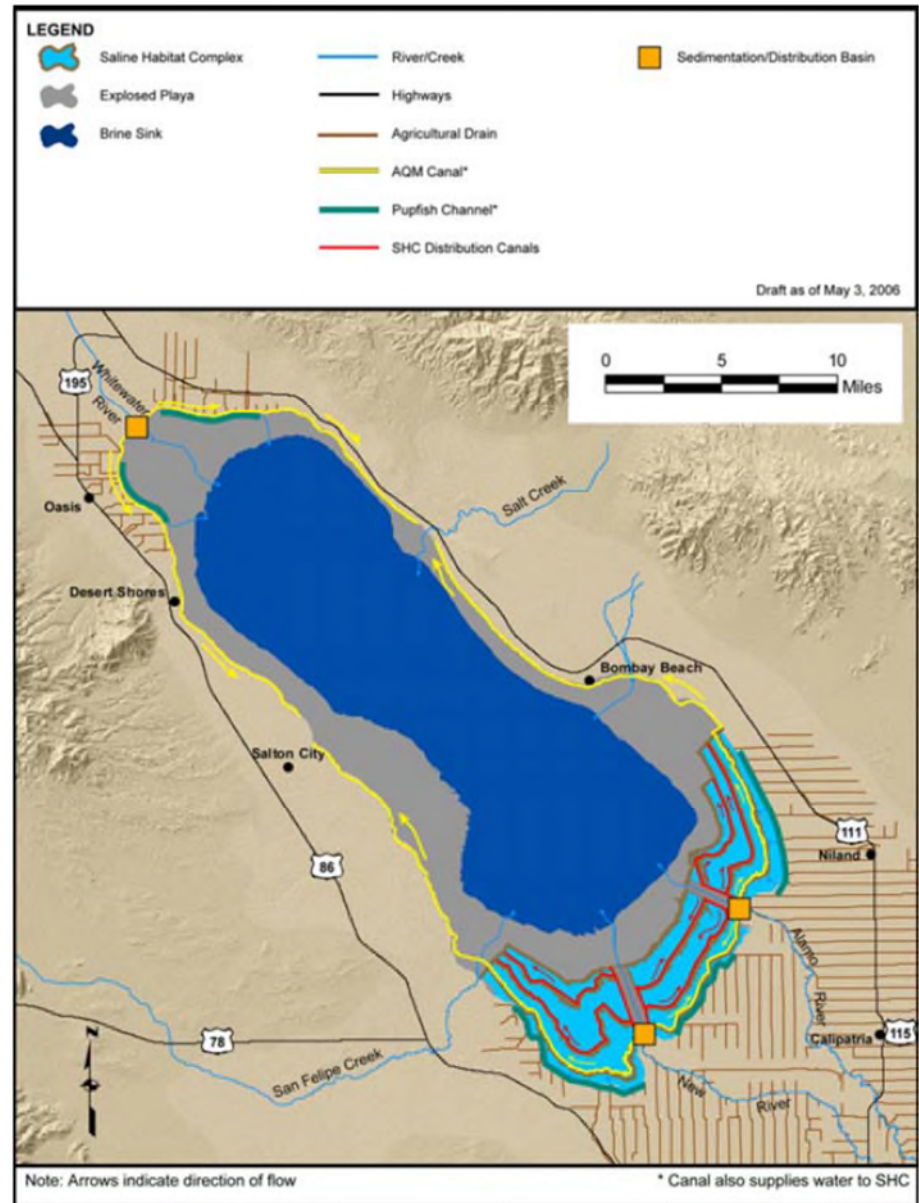 LEGEND
Saline Habitat Complex
Explosed Playa
Brine Sink
River/Creek
Highways
Agricultural Drain
AQM Canal*
Pupfish Channel*
SHC Distribution Canals
Sedimentation/Distribution Basin
Draft as of May 3, 2006
0 5 10
Miles
195
Whitewater
River
Oasis
Salt Creek
Desert Shores
Bombay Beach
Salton City
111
Niland
86
Alamo
River
78
Calipatria
115
San Felipe Creek
New
River
N
Note: Arrows indicate direction of flow
* Canal also supplies water to SHC